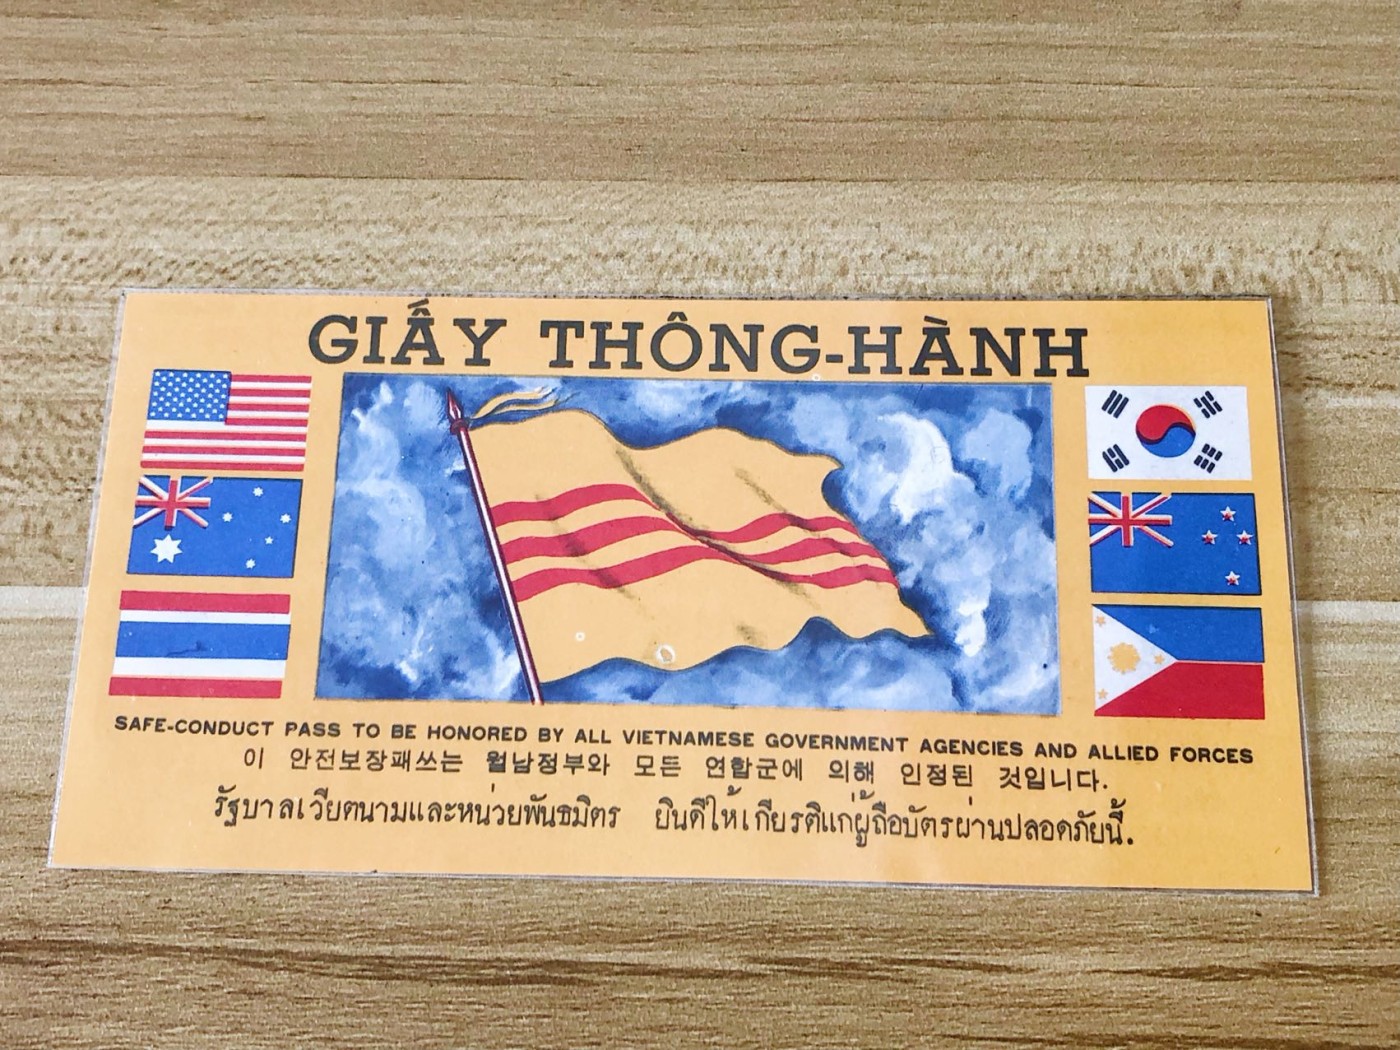 GIẤY THÔNG-HÀNH
SAFE-CONDUCT PASS TO BE HONORED BY ALL VIETNAMESE GOVERNMENT AGENCIES AND ALLIED FORCES
이 안전보장패쓰는 월남정부와 모든 연합군에 의해 인정된 것입니다.
รัฐบาลเวียตนามและหน่วยพันธมิตร ยินดีให้เกียรติแก่ผู้ถือบัตรผ่านปลอดภัยนี้.